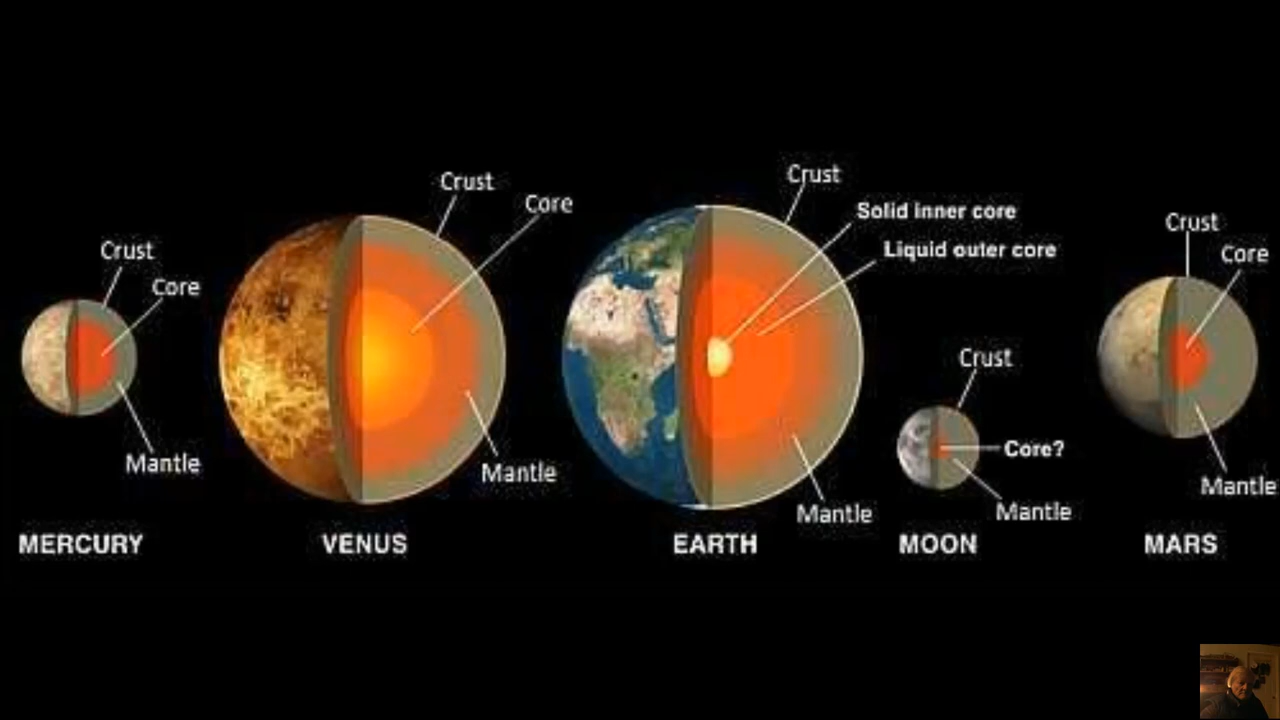 Crust
Core
Mantle
MERCURY
Crust
Core
Mantle
VENUS
Crust
Solid inner core
Liquid outer core
Mantle
EARTH
Crust
Core?
Mantle
MOON
Crust
Core
Mantle
MARS